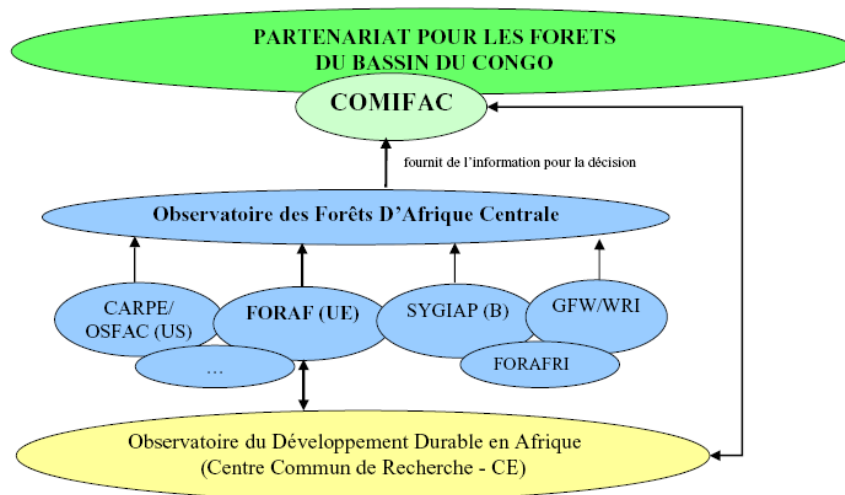 PARTENARIAT POUR LES FORETS
DU BASSIN DU CONGO
COMIFAC
fournit de l’information pour la décision
Observatoire des Forêts D’Afrique Centrale
CARPE/
OSFAC (US)
FORAF (UE)
SYGIAP (B)
GFW/WRI
…
FORAFRI
Observatoire du Développement Durable en Afrique
(Centre Commun de Recherche - CE)